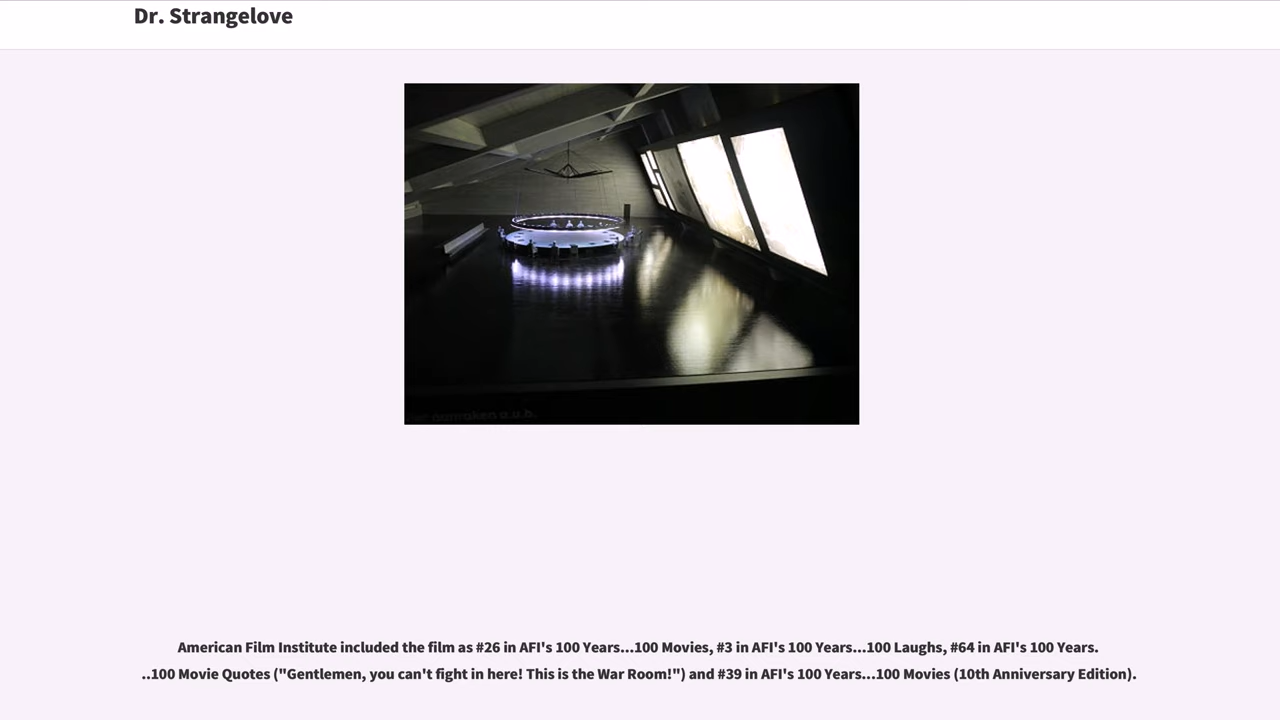 Dr. Strangelove
American Film Institute included the film as #26 in AFI's 100 Years...100 Movies, #3 in AFI's 100 Years...100 Laughs, #64 in AFI's 100 Years.
..100 Movie Quotes ("Gentlemen, you can't fight in here! This is the War Room!") and #39 in AFI's 100 Years...100 Movies (10th Anniversary Edition).